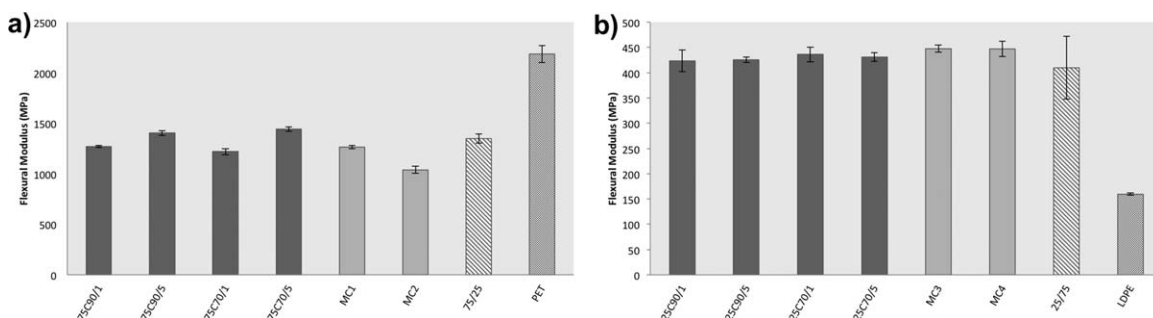 a)
2500
2000
1500
1000
500
0
Flexural Modulus (MPa)
75C90/1
75C90/5
75C70/1
75C70/5
MC1
MC2
75/25
PET
b)
500
450
400
350
300
250
200
150
100
50
0
Flexural Modulus (MPa)
25C90/1
25C90/5
25C70/1
25C70/5
MC3
MC4
25/75
LDPE